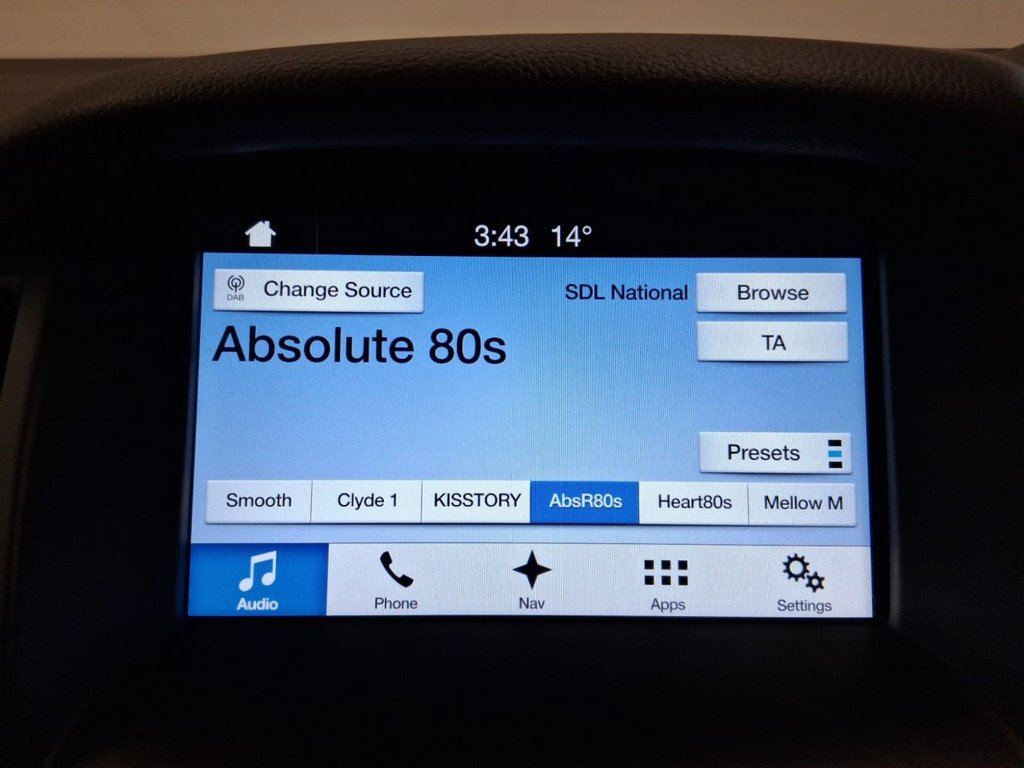 3:43 14°
DAB Change Source
SDL National
Browse
Absolute 80s
TA
Presets
Smooth
Clyde 1
KISSTORY
AbsR80s
Heart80s
Mellow M
Audio
Phone
Nav
Apps
Settings